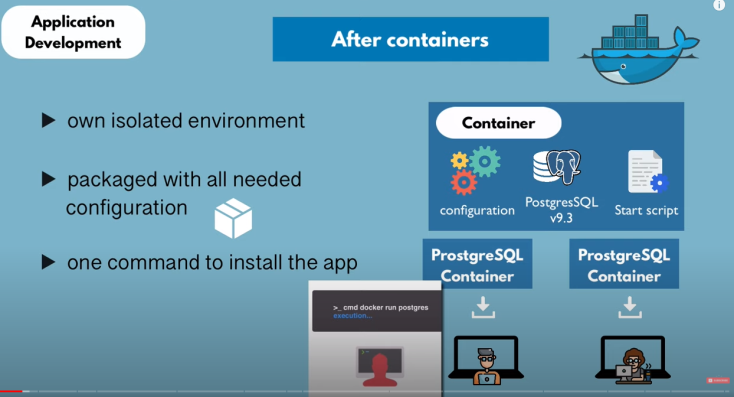 Application
Development
After containers
▶ own isolated environment
▶ packaged with all needed
configuration
▶ one command to install the app
Container
configuration
PostgresSQL
v9.3
Start script
ProstgreSQL
Container
ProstgreSQL
Container
>_ cmd docker run postgres
execution...